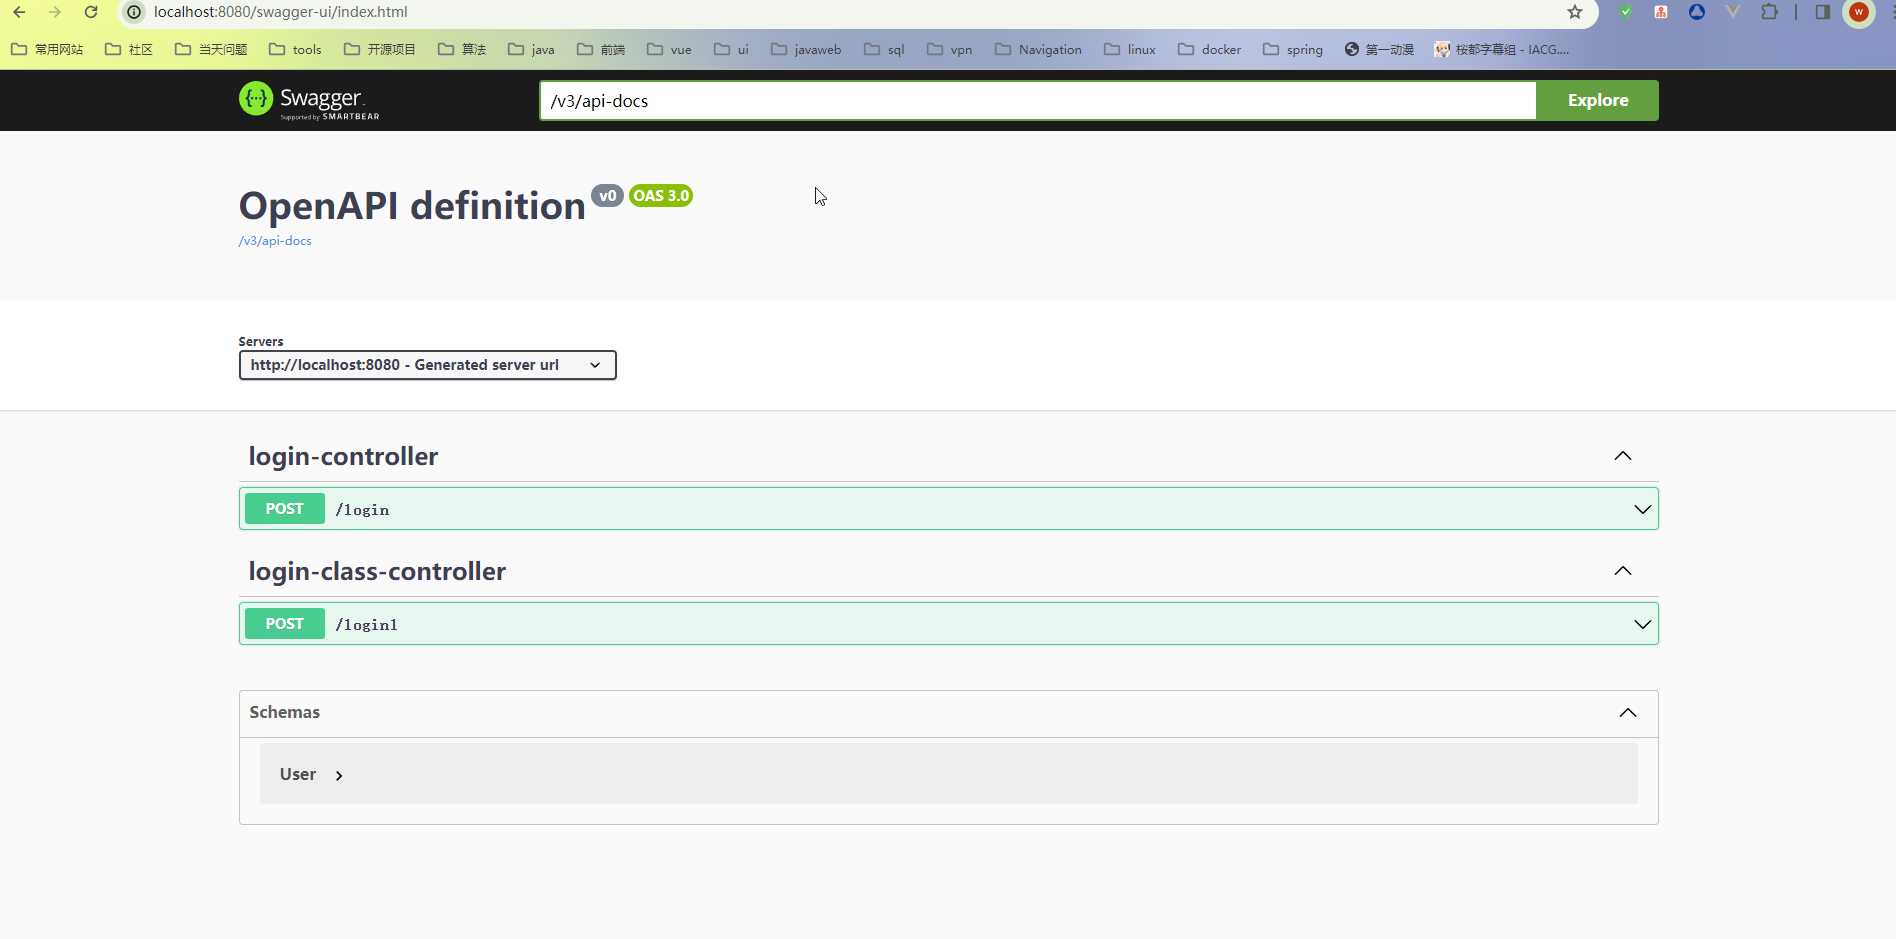 localhost:8080/swagger-ui/index.html
W
常用网站 社区 当天问题 tools 开源项目 算法 java 前端 vue ui javaweb sql vpn Navigation linux docker spring 第一动漫 桜都字幕组 - IACG....
{···} Swagger.
Supported by SMARTBEAR
/v3/api-docs
Explore
OpenAPI definition v0 OAS 3.0
/v3/api-docs
Servers
http://localhost:8080 - Generated server url
login-controller
POST /login
login-class-controller
POST /login1
Schemas
User